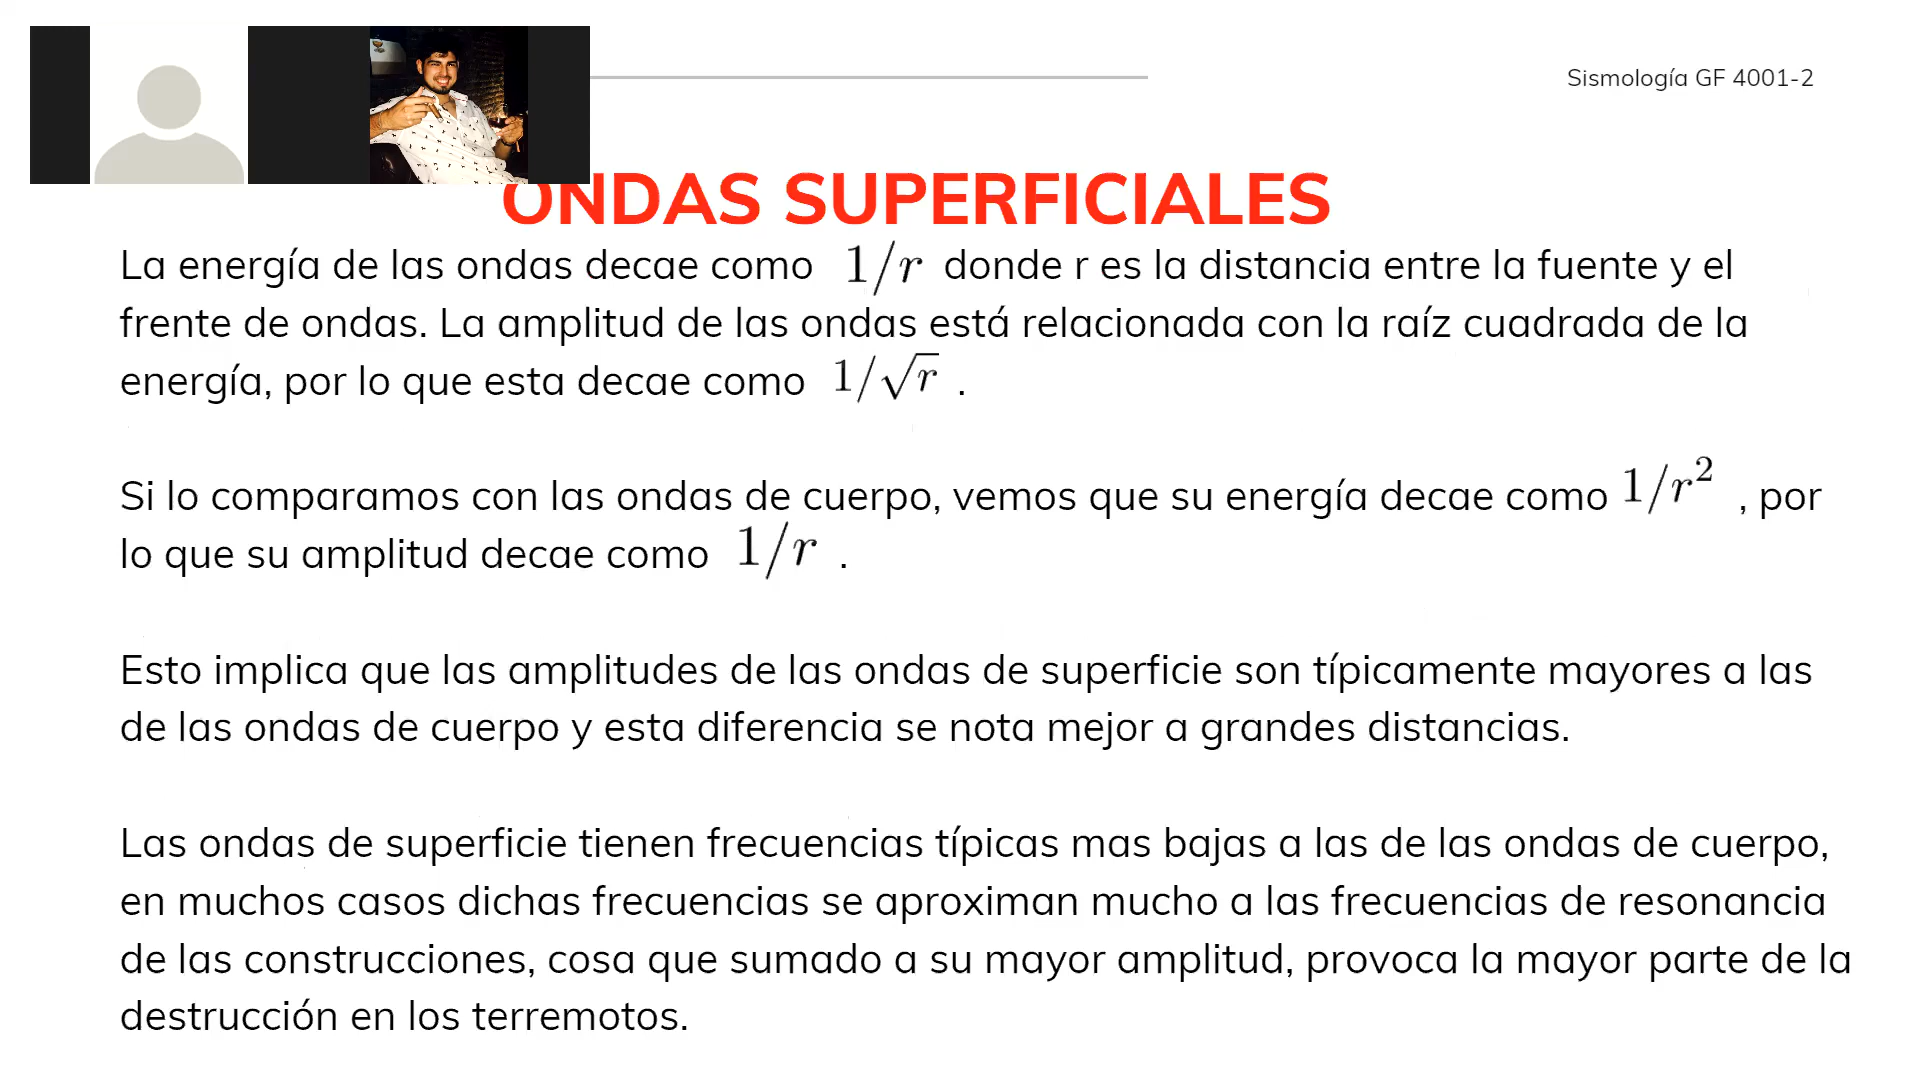 Sismología GF 4001-2
ONDAS SUPERFICIALES
La energía de las ondas decae como 1/r donde r es la distancia entre la fuente y el
frente de ondas. La amplitud de las ondas está relacionada con la raíz cuadrada de la
energía, por lo que esta decae como 1/√r .
Si lo comparamos con las ondas de cuerpo, vemos que su energía decae como 1/r² , por
lo que su amplitud decae como 1/r .
Esto implica que las amplitudes de las ondas de superficie son típicamente mayores a las
de las ondas de cuerpo y esta diferencia se nota mejor a grandes distancias.
Las ondas de superficie tienen frecuencias típicas mas bajas a las de las ondas de cuerpo,
en muchos casos dichas frecuencias se aproximan mucho a las frecuencias de resonancia
de las construcciones, cosa que sumado a su mayor amplitud, provoca la mayor parte de la
destrucción en los terremotos.